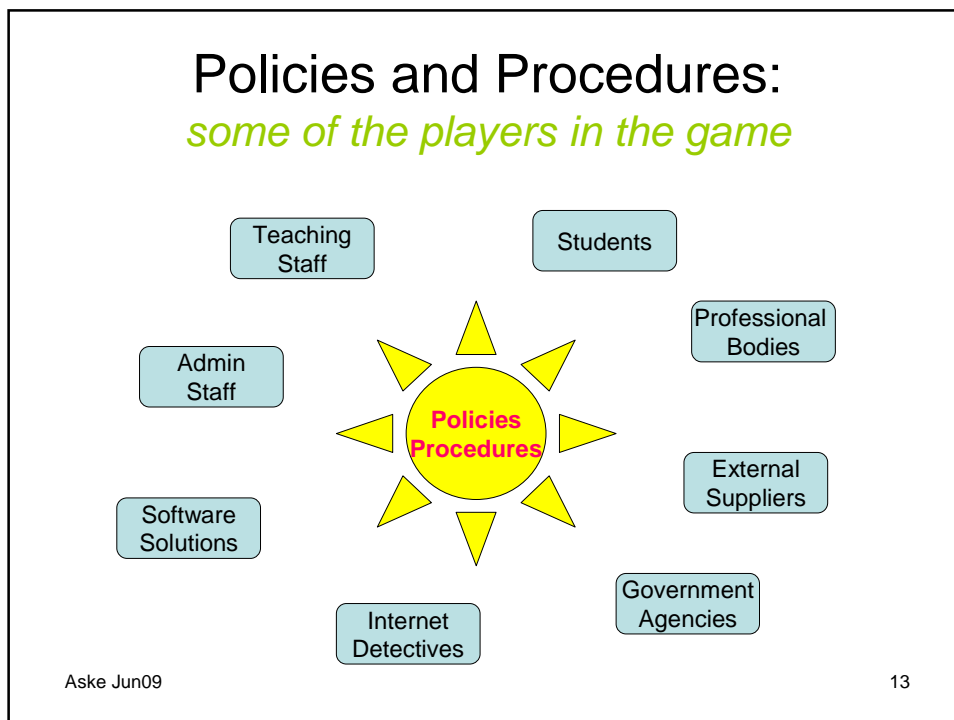 Policies and Procedures:
some of the players in the game
Teaching
Staff
Students
Professional
Bodies
Admin
Staff
Policies
Procedures
External
Suppliers
Software
Solutions
Government
Agencies
Internet
Detectives
Aske Jun09
13